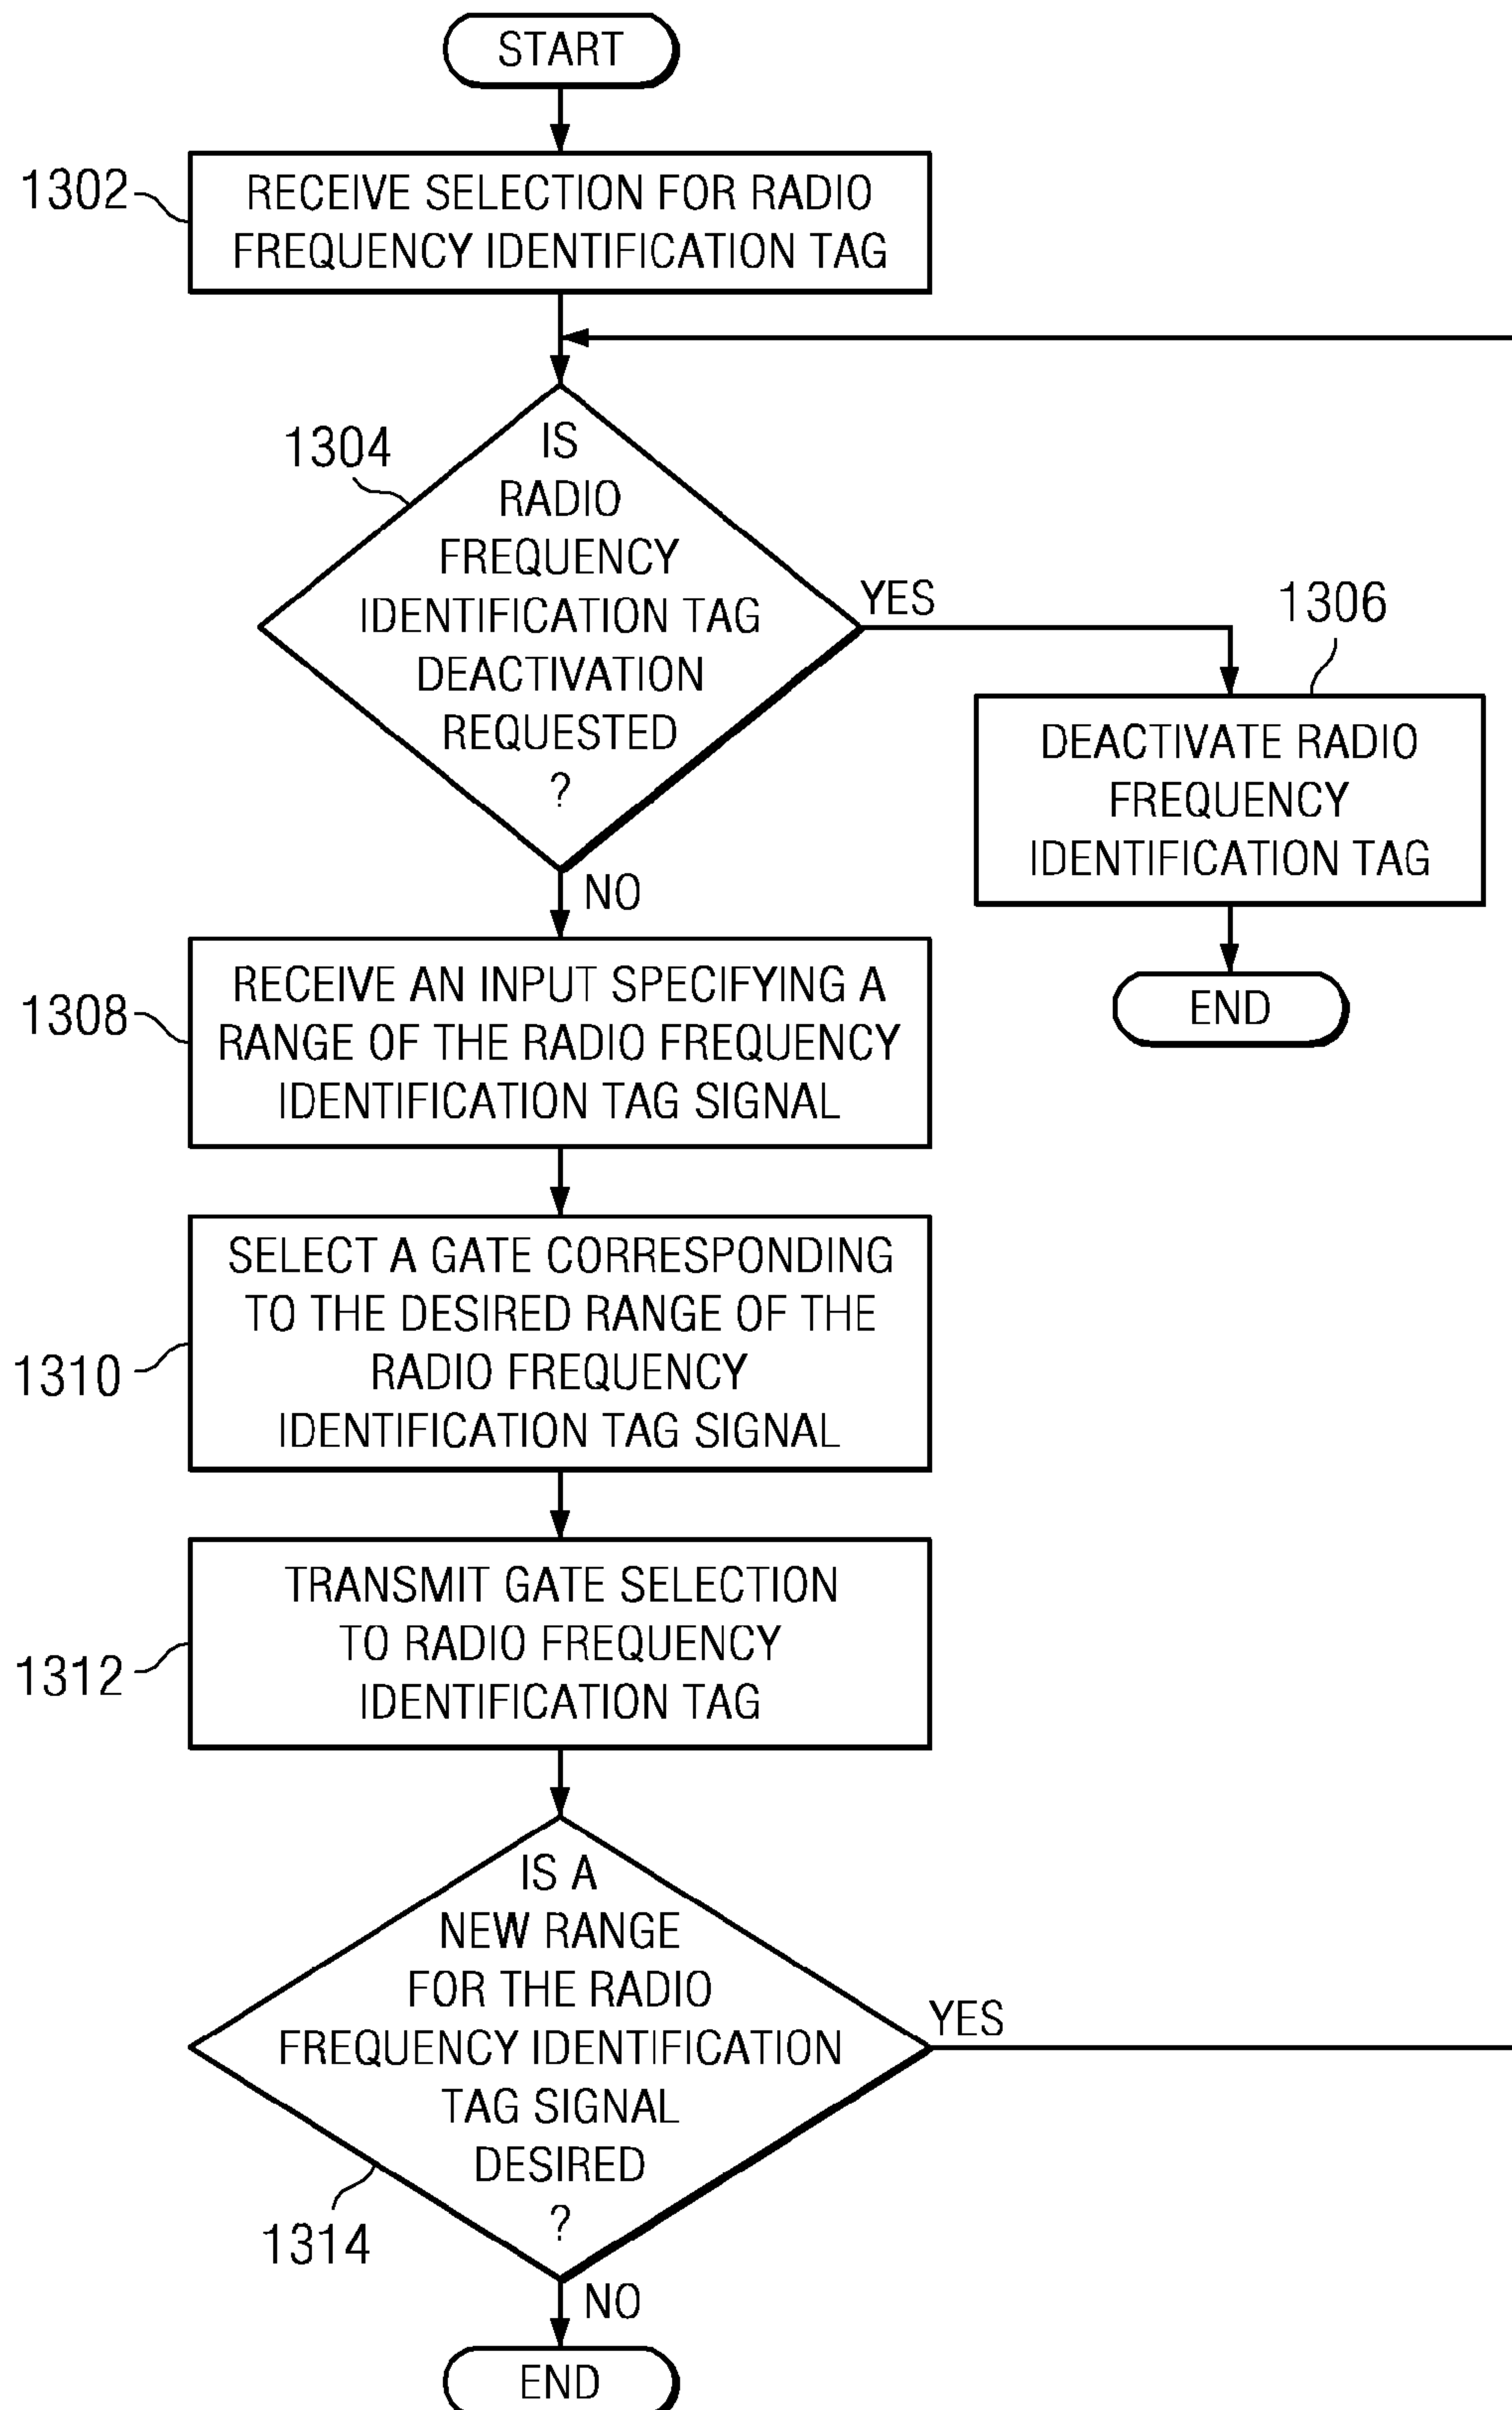 START
1302
RECEIVE SELECTION FOR RADIO
FREQUENCY IDENTIFICATION TAG
1304
IS
RADIO
FREQUENCY
IDENTIFICATION TAG
DEACTIVATION
REQUESTED
?
YES
1306
DEACTIVATE RADIO
FREQUENCY
IDENTIFICATION TAG
END
NO
1308
RECEIVE AN INPUT SPECIFYING A
RANGE OF THE RADIO FREQUENCY
IDENTIFICATION TAG SIGNAL
1310
SELECT A GATE CORRESPONDING
TO THE DESIRED RANGE OF THE
RADIO FREQUENCY
IDENTIFICATION TAG SIGNAL
1312
TRANSMIT GATE SELECTION
TO RADIO FREQUENCY
IDENTIFICATION TAG
IS A
NEW RANGE
FOR THE RADIO
FREQUENCY IDENTIFICATION
TAG SIGNAL
DESIRED
?
YES
1314
NO
END